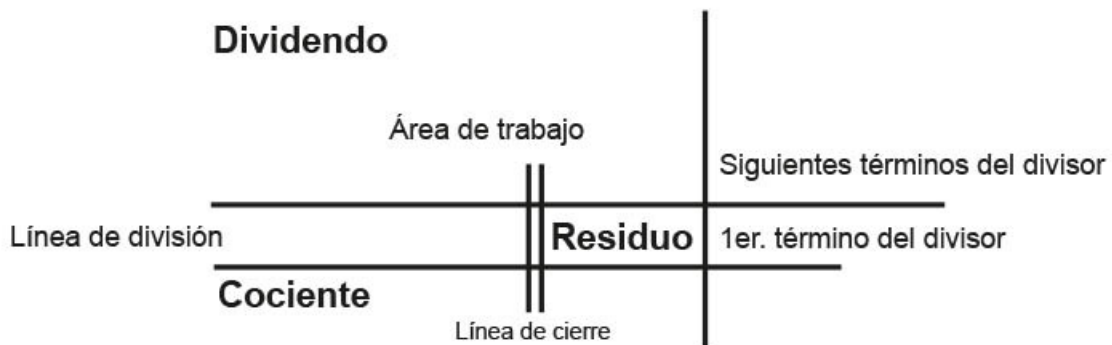 Dividendo
Área de trabajo
Siguientes términos del divisor
Línea de división
Residuo
1er. término del divisor
Cociente
Línea de cierre